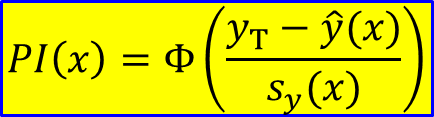 PI(x) = Φ((y_T − ŷ(x)) / s_y(x))